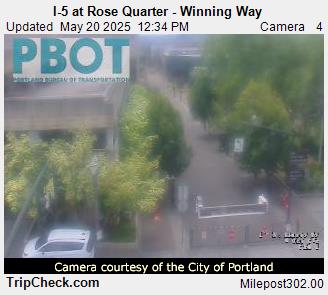 I-5 at Rose Quarter - Winning Way
Updated May 20 2025 12:34 PM Camera 4
PBOT
PORTLAND BUREAU OF TRANSPORTATION
Camera courtesy of the City of Portland
TripCheck.com Milepost302.00